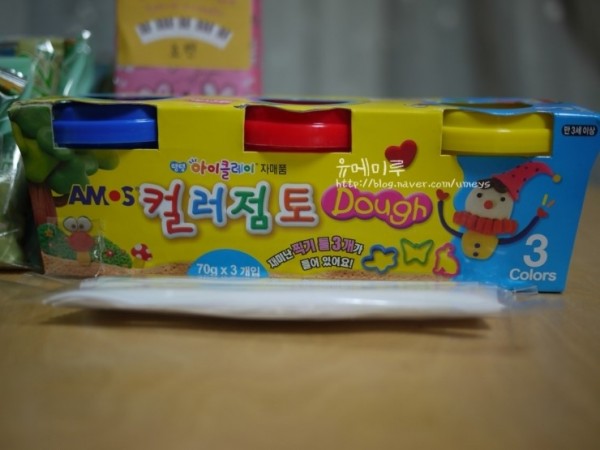 만 3세 이상
아이클레이 자매품
유메미루
http://blog.naver.com/umeys
AMOS 컬러점토 Dough
재미난 찍기 틀 3개가
들어 있어요!
3
Colors
70g x 3 개입